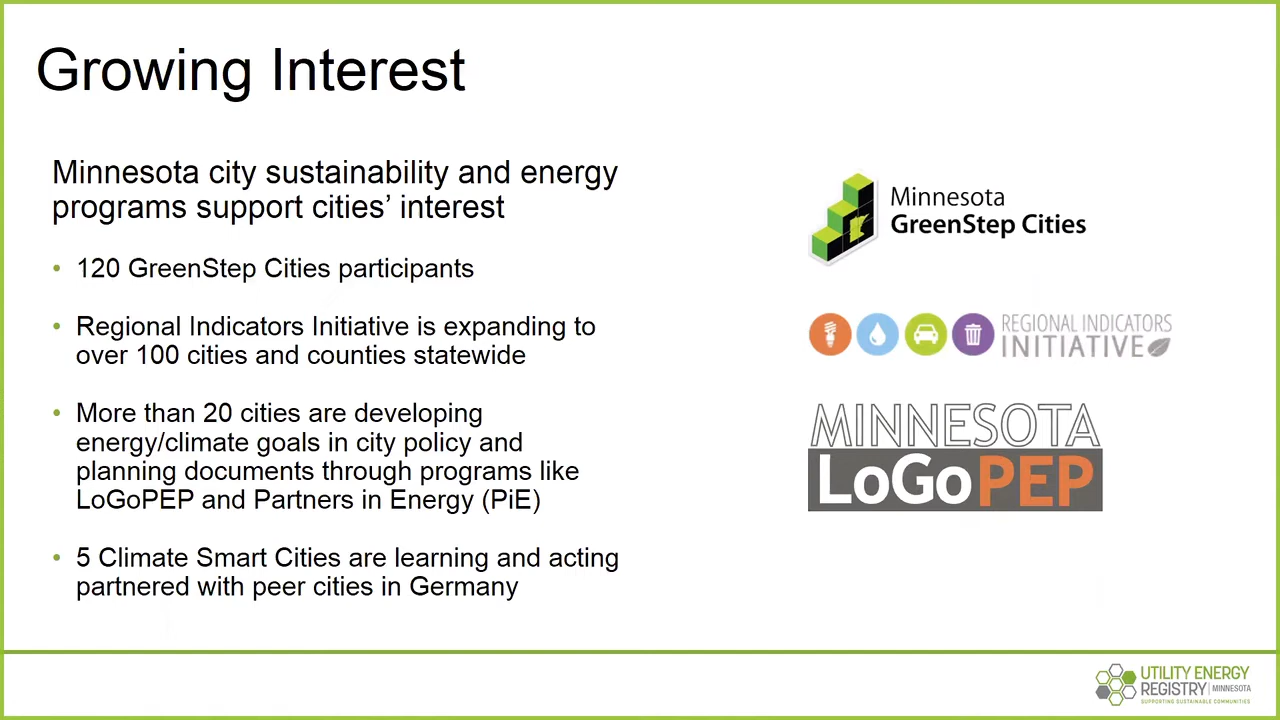 Growing Interest
Minnesota city sustainability and energy
programs support cities’ interest
• 120 GreenStep Cities participants
• Regional Indicators Initiative is expanding to
over 100 cities and counties statewide
• More than 20 cities are developing
energy/climate goals in city policy and
planning documents through programs like
LoGoPEP and Partners in Energy (PiE)
• 5 Climate Smart Cities are learning and acting
partnered with peer cities in Germany
Minnesota
GreenStep Cities
REGIONAL INDICATORS
INITIATIVE
MINNESOTA
LoGoPEP
UTILITY ENERGY
REGISTRY | MINNESOTA
SUPPORTING SUSTAINABLE COMMUNITIES